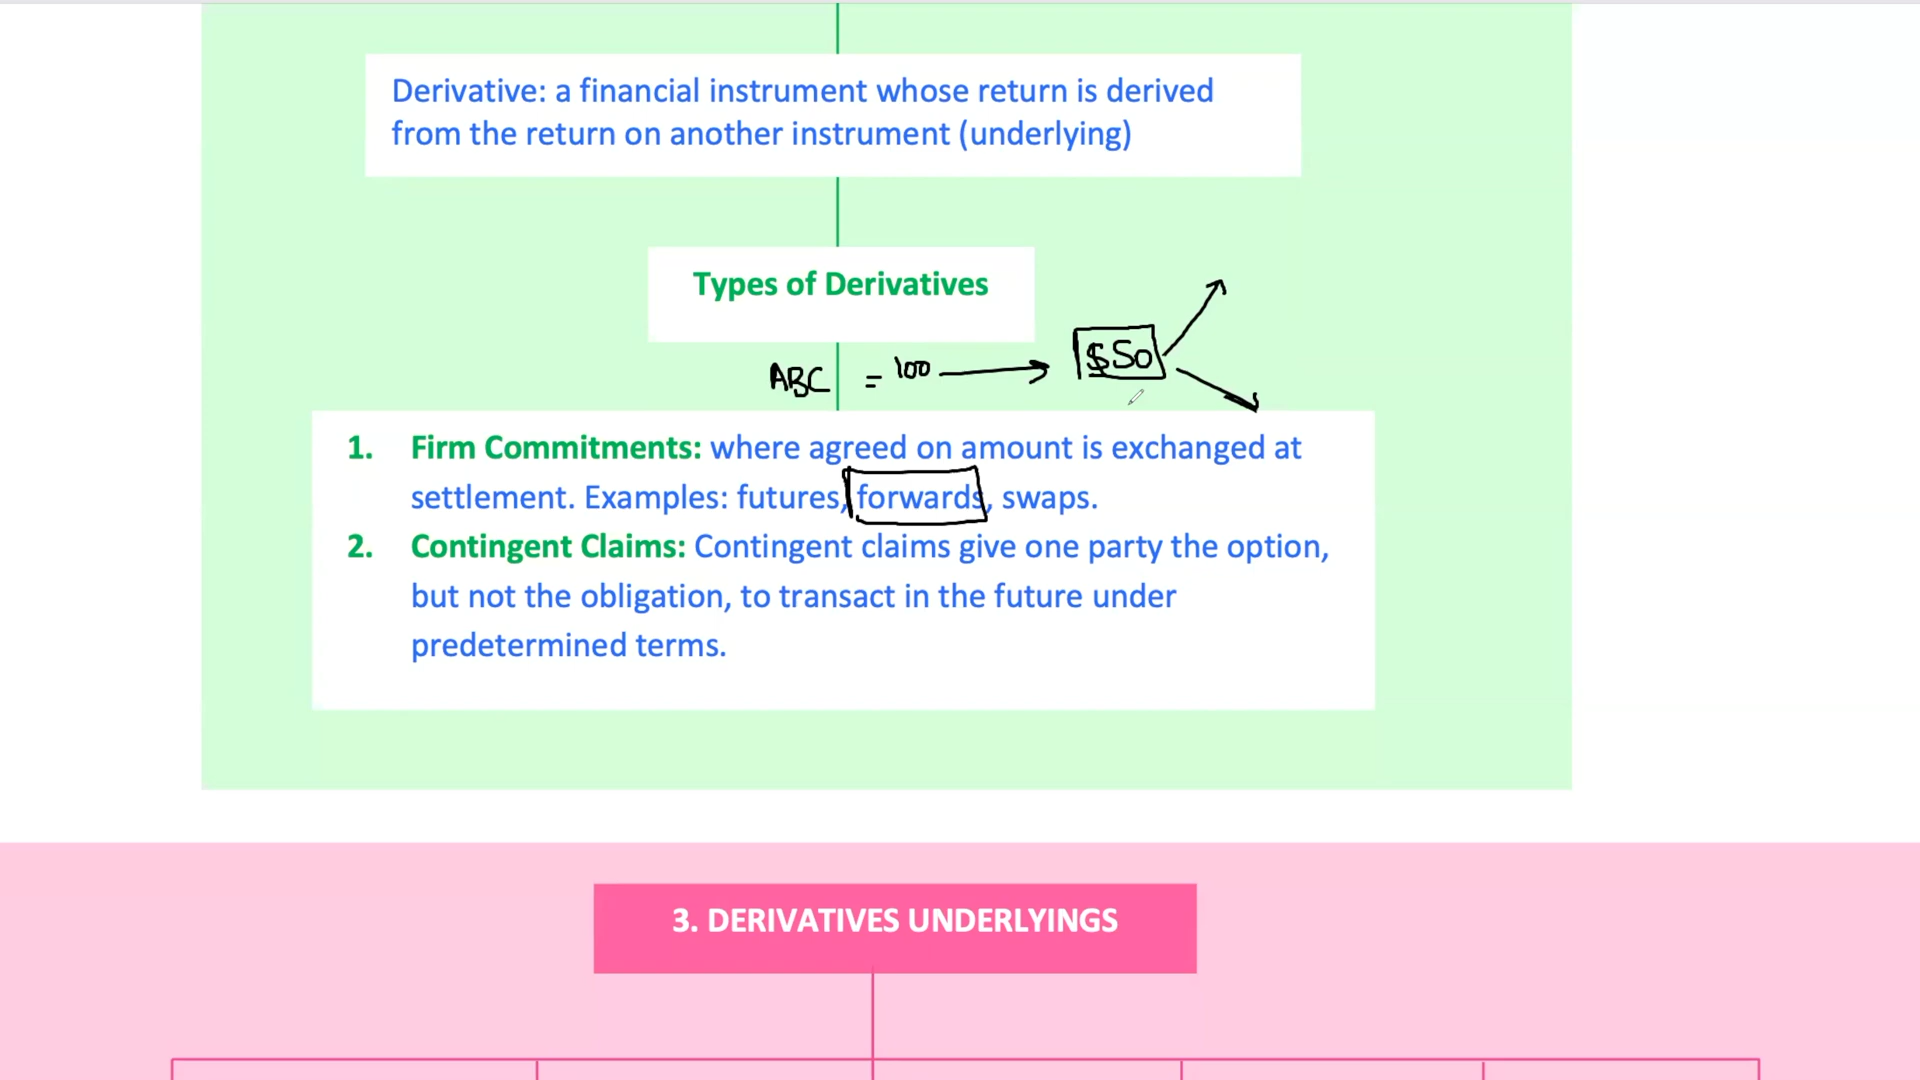 Derivative: a financial instrument whose return is derived
from the return on another instrument (underlying)
Types of Derivatives
ABC = 100 $50
1. Firm Commitments: where agreed on amount is exchanged at
settlement. Examples: futures, forwards, swaps.
2. Contingent Claims: Contingent claims give one party the option,
but not the obligation, to transact in the future under
predetermined terms.
3. DERIVATIVES UNDERLYINGS